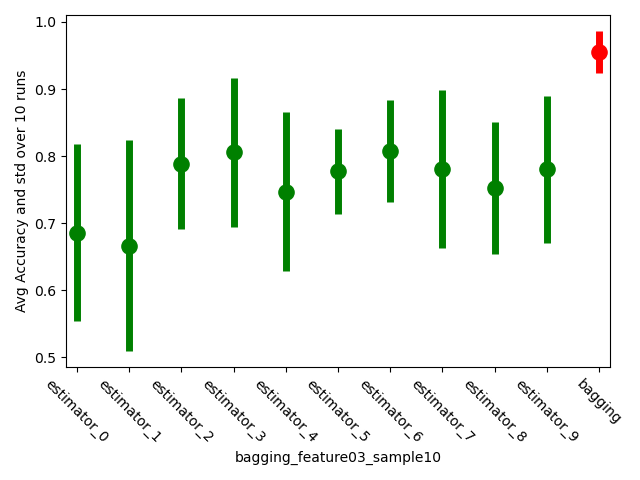 Avg Accuracy and std over 10 runs
1.0
0.9
0.8
0.7
0.6
0.5
estimator_0
estimator_1
estimator_2
estimator_3
estimator_4
estimator_5
estimator_6
estimator_7
estimator_8
estimator_9
bagging
bagging_feature03_sample10